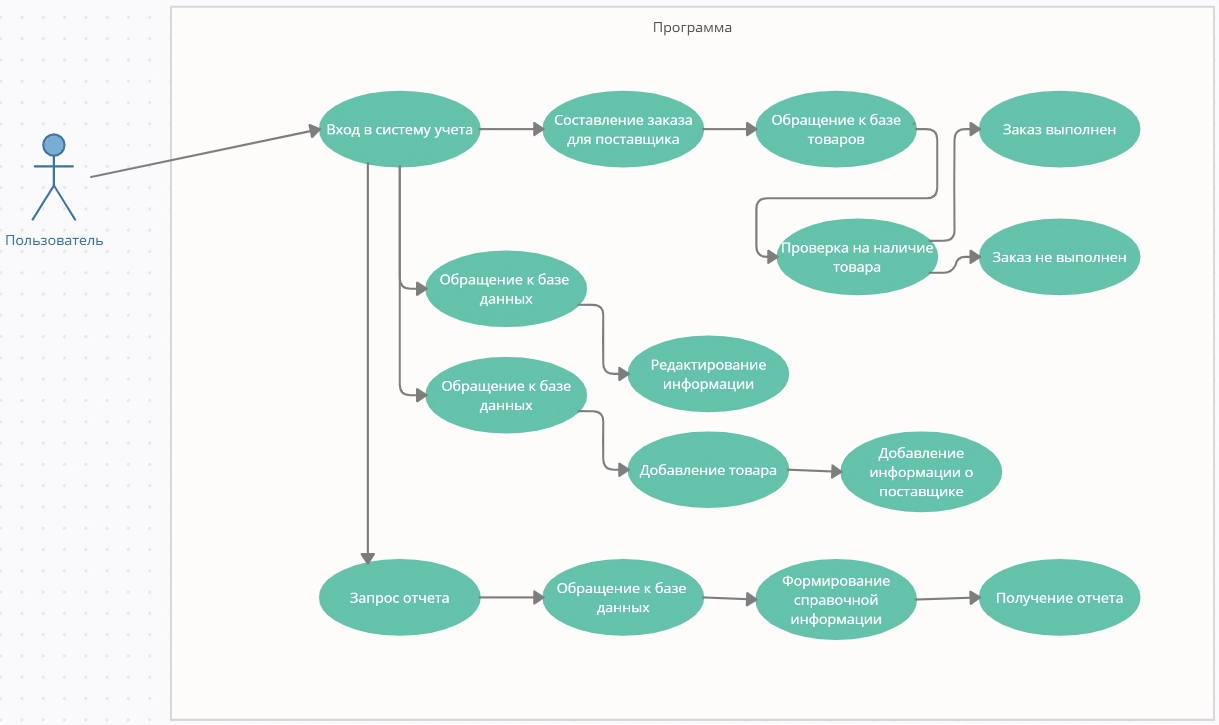 Программа
Пользователь
Вход в систему учета
Составление заказа
для поставщика
Обращение к базе
товаров
Заказ выполнен
Проверка на наличие
товара
Заказ не выполнен
Обращение к базе
данных
Редактирование
информации
Обращение к базе
данных
Добавление товара
Добавление
информации о
поставщике
Запрос отчета
Обращение к базе
данных
Формирование
справочной
информации
Получение отчета